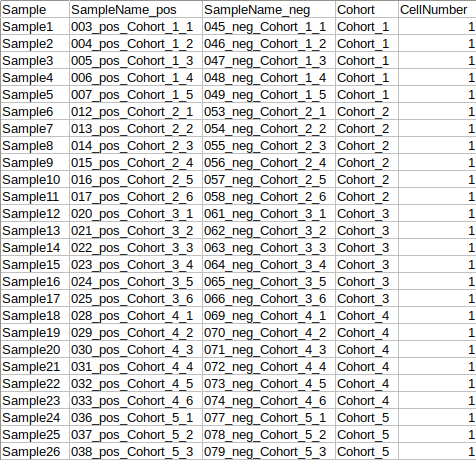 Sample SampleName_pos SampleName_neg Cohort CellNumber
Sample1 003_pos_Cohort_1_1 045_neg_Cohort_1_1 Cohort_1 1
Sample2 004_pos_Cohort_1_2 046_neg_Cohort_1_2 Cohort_1 1
Sample3 005_pos_Cohort_1_3 047_neg_Cohort_1_3 Cohort_1 1
Sample4 006_pos_Cohort_1_4 048_neg_Cohort_1_4 Cohort_1 1
Sample5 007_pos_Cohort_1_5 049_neg_Cohort_1_5 Cohort_1 1
Sample6 012_pos_Cohort_2_1 053_neg_Cohort_2_1 Cohort_2 1
Sample7 013_pos_Cohort_2_2 054_neg_Cohort_2_2 Cohort_2 1
Sample8 014_pos_Cohort_2_3 055_neg_Cohort_2_3 Cohort_2 1
Sample9 015_pos_Cohort_2_4 056_neg_Cohort_2_4 Cohort_2 1
Sample10 016_pos_Cohort_2_5 057_neg_Cohort_2_5 Cohort_2 1
Sample11 017_pos_Cohort_2_6 058_neg_Cohort_2_6 Cohort_2 1
Sample12 020_pos_Cohort_3_1 061_neg_Cohort_3_1 Cohort_3 1
Sample13 021_pos_Cohort_3_2 062_neg_Cohort_3_2 Cohort_3 1
Sample14 022_pos_Cohort_3_3 063_neg_Cohort_3_3 Cohort_3 1
Sample15 023_pos_Cohort_3_4 064_neg_Cohort_3_4 Cohort_3 1
Sample16 024_pos_Cohort_3_5 065_neg_Cohort_3_5 Cohort_3 1
Sample17 025_pos_Cohort_3_6 066_neg_Cohort_3_6 Cohort_3 1
Sample18 028_pos_Cohort_4_1 069_neg_Cohort_4_1 Cohort_4 1
Sample19 029_pos_Cohort_4_2 070_neg_Cohort_4_2 Cohort_4 1
Sample20 030_pos_Cohort_4_3 071_neg_Cohort_4_3 Cohort_4 1
Sample21 031_pos_Cohort_4_4 072_neg_Cohort_4_4 Cohort_4 1
Sample22 032_pos_Cohort_4_5 073_neg_Cohort_4_5 Cohort_4 1
Sample23 033_pos_Cohort_4_6 074_neg_Cohort_4_6 Cohort_4 1
Sample24 036_pos_Cohort_5_1 077_neg_Cohort_5_1 Cohort_5 1
Sample25 037_pos_Cohort_5_2 078_neg_Cohort_5_2 Cohort_5 1
Sample26 038_pos_Cohort_5_3 079_neg_Cohort_5_3 Cohort_5 1